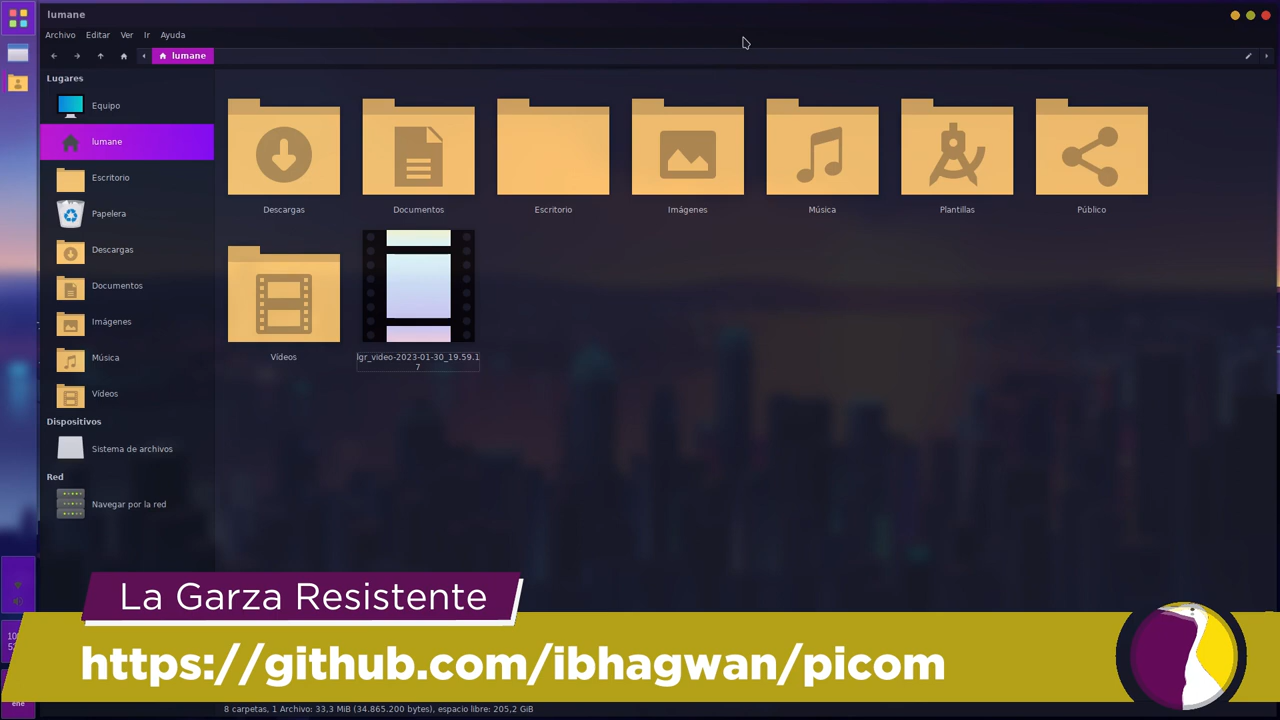 lumane
Archivo Editar Ver Ir Ayuda
lumane
Lugares
Equipo
lumane
Escritorio
Papelera
Descargas
Documentos
Imágenes
Música
Vídeos
Dispositivos
Sistema de archivos
Red
Navegar por la red
Descargas
Documentos
Escritorio
Imágenes
Música
Plantillas
Público
Vídeos
lgr_video-2023-01-30_19.59.1
7
La Garza Resistente
https://github.com/ibhagwan/picom
ene
8 carpetas, 1 Archivo: 33,3 MiB (34.865.200 bytes), espacio libre: 205,2 GiB